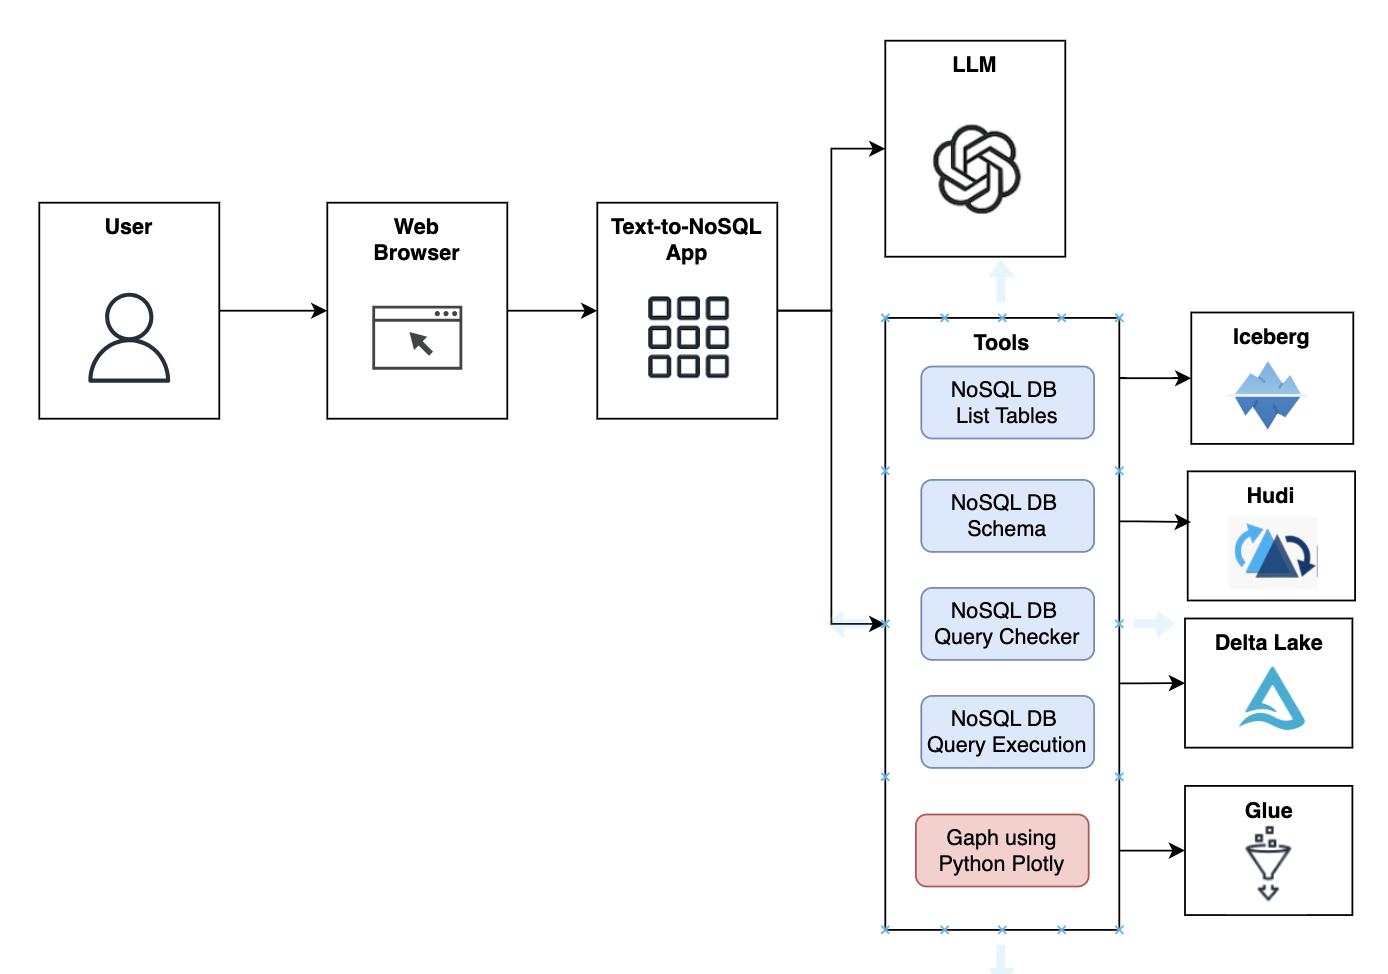 User
Web
Browser
Text-to-NoSQL
App
LLM
Tools
NoSQL DB
List Tables
NoSQL DB
Schema
NoSQL DB
Query Checker
NoSQL DB
Query Execution
Gaph using
Python Plotly
Iceberg
Hudi
Delta Lake
Glue